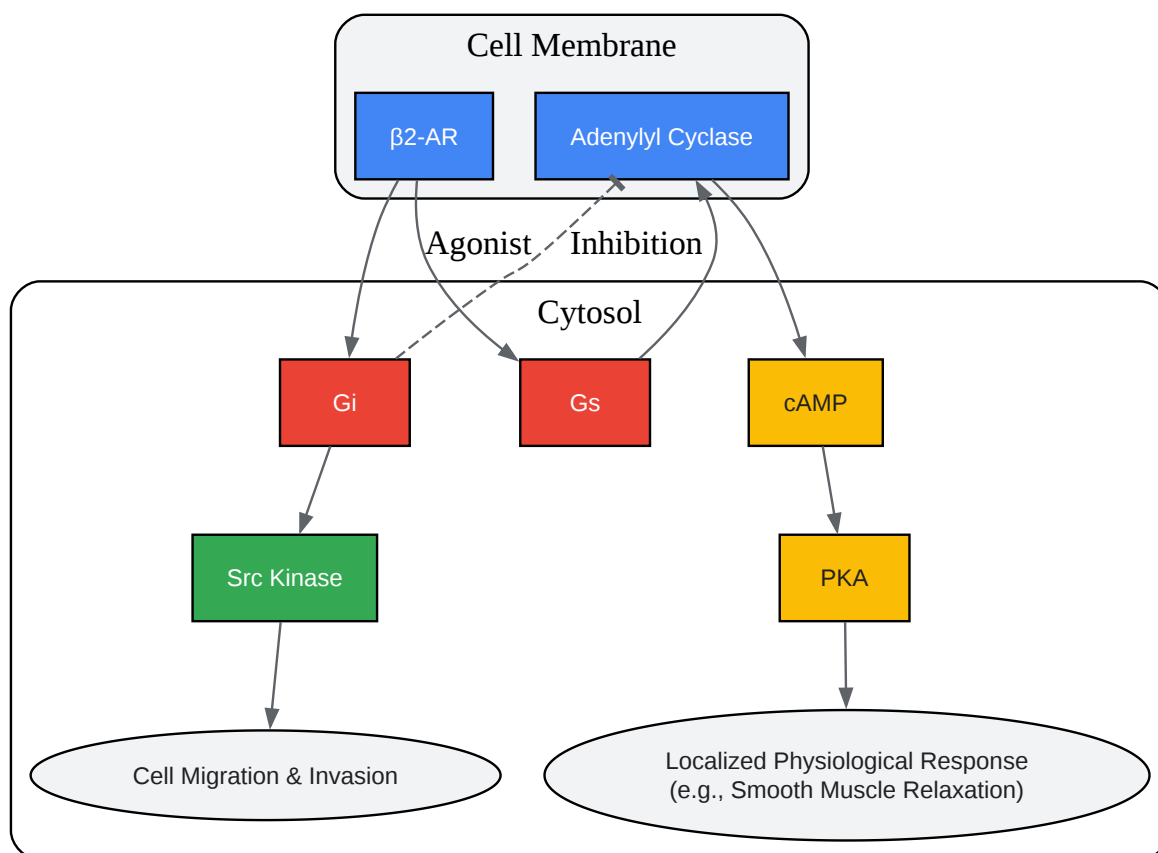 Cell Membrane
β2-AR
Adenylyl Cyclase
Agonist
Inhibition
Cytosol
Gi
Gs
cAMP
Src Kinase
PKA
Cell Migration & Invasion
Localized Physiological Response
(e.g., Smooth Muscle Relaxation)